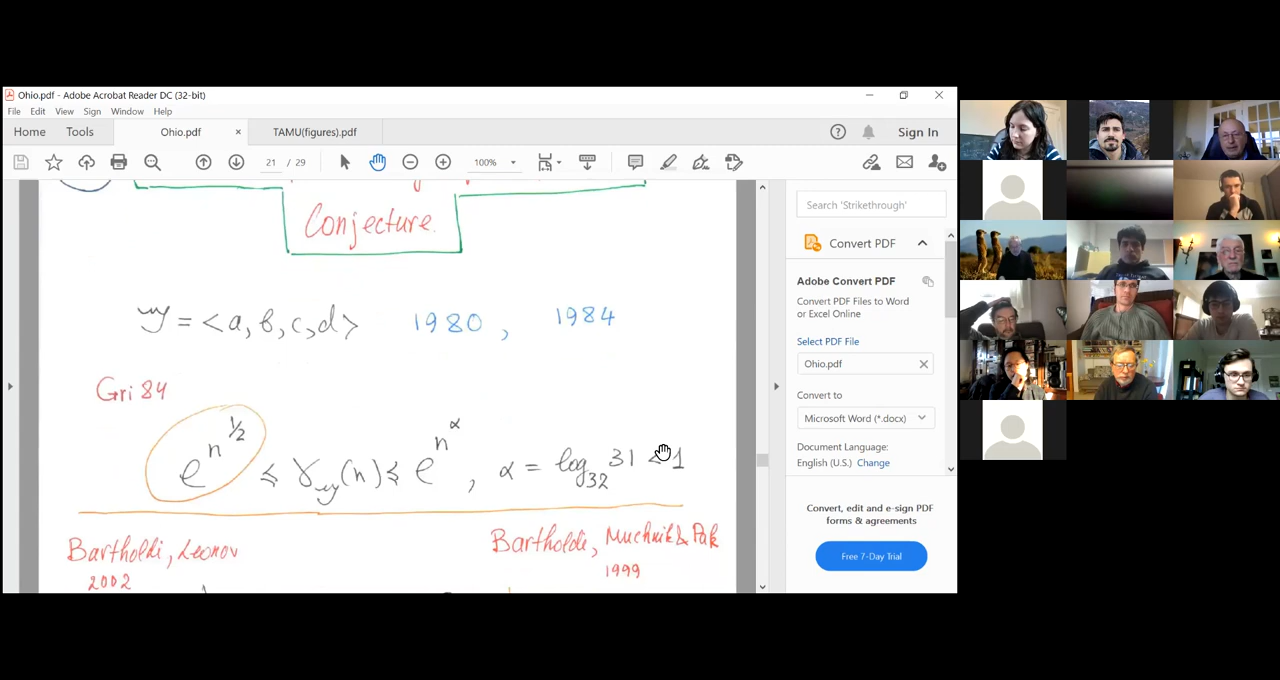 Ohio.pdf - Adobe Acrobat Reader DC (32-bit)
File Edit View Sign Window Help
Home Tools Ohio.pdf × TAMU(figures).pdf Sign In
21 / 29 100%
Conjecture.
= <a, b, c, d> 1980, 1984
Gri 84
e^{n^{1/2}} ≤ γ_𝒢(n) ≤ e^{n^α}, α = log_{32} 31 < 1
Bartholdi, Leonov
2002
Bartholdi, Muchnik & Pak
1999
Search 'Strikethrough'
Convert PDF
Adobe Convert PDF
Convert PDF Files to Word
or Excel Online
Select PDF File
Ohio.pdf
Convert to
Microsoft Word (*.docx)
Document Language:
English (U.S.) Change
Convert, edit and e-sign PDF
forms & agreements
Free 7-Day Trial